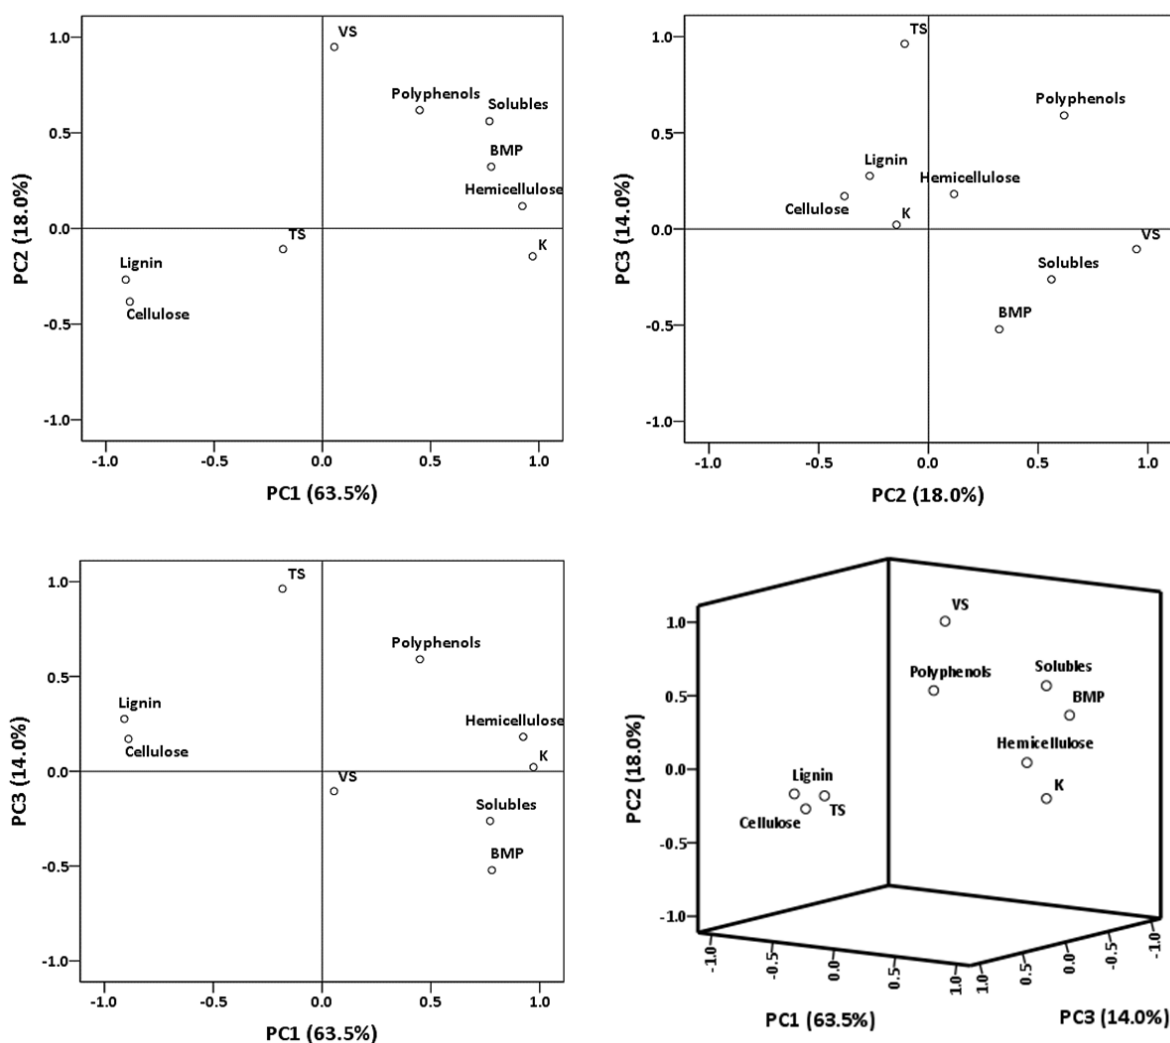 VS
1.0
Polyphenols
Solubles
0.5
BMP
Hemicellulose
PC2 (18.0%)
0.0
TS
K
Lignin
Cellulose
-0.5
-1.0
-1.0 -0.5 0.0 0.5 1.0
PC1 (63.5%)
TS
1.0
Polyphenols
0.5
Lignin
Hemicellulose
Cellulose
K
PC3 (14.0%)
0.0
VS
Solubles
BMP
-0.5
-1.0
-1.0 -0.5 0.0 0.5 1.0
PC2 (18.0%)
TS
1.0
Polyphenols
0.5
Lignin
Hemicellulose
Cellulose
K
PC3 (14.0%)
0.0
VS
Solubles
BMP
-0.5
-1.0
-1.0 -0.5 0.0 0.5 1.0
PC1 (63.5%)
VS
1.0
Polyphenols
Solubles
0.5
BMP
Hemicellulose
PC2 (18.0%)
0.0
Lignin
K
Cellulose
TS
-0.5
-1.0
-1.0 -0.5 0.0 0.5 1.0
1.0 0.5 0.0 -0.5 -1.0
PC1 (63.5%)
PC3 (14.0%)